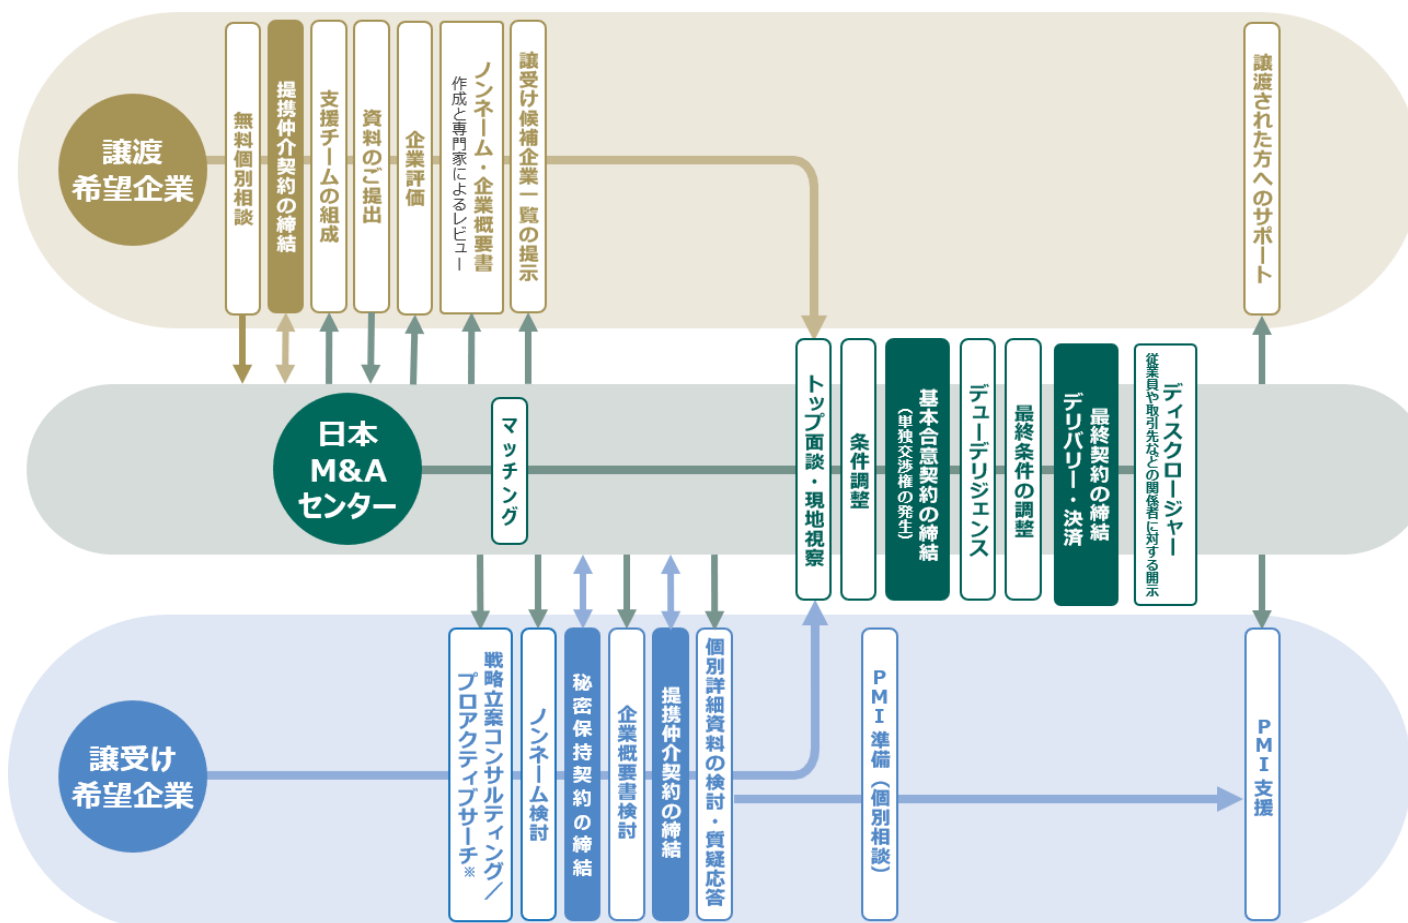 譲渡
希望企業
無料個別相談
提携仲介契約の締結
支援チームの組成
資料のご提出
企業評価
ノンネーム・企業概要書
作成と専門家によるレビュー
譲受け候補企業一覧の提示
譲渡された方へのサポート
日本
M&A
センター
マッチング
トップ面談・現地視察
条件調整
基本合意契約の締結
(単独交渉権の発生)
デューデリジェンス
最終条件の調整
最終契約の締結
デリバリー・決済
ディスクロージャー
従業員や取引先などの関係者に対する開示
譲受け
希望企業
戦略立案コンサルティング/
プロアクティブサーチ※
ノンネーム検討
秘密保持契約の締結
企業概要書検討
提携仲介契約の締結
個別詳細資料の検討・質疑応答
PMI準備(個別相談)
PMI支援